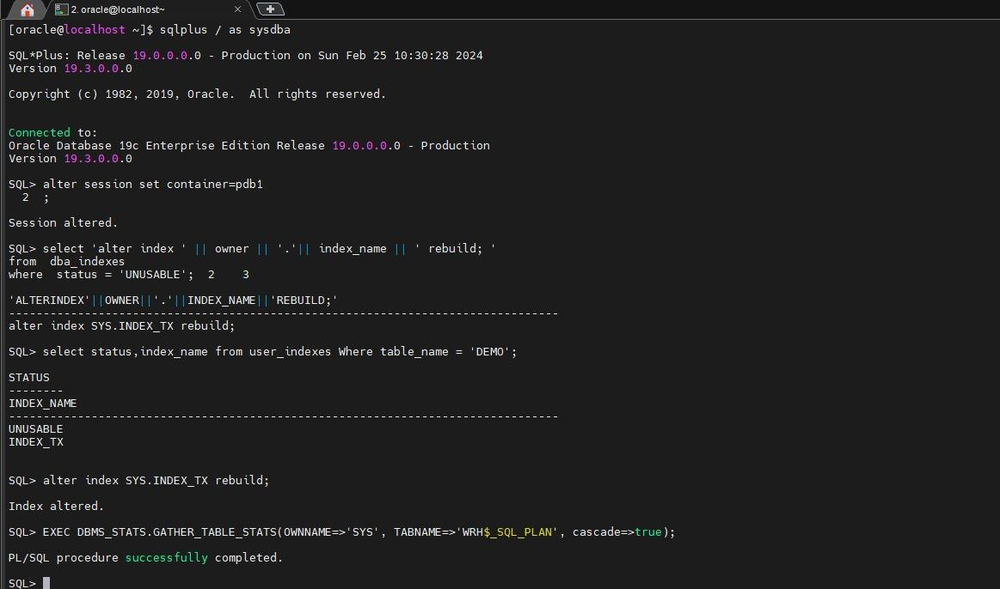 2. oracle@localhost~
[oracle@localhost ~]$ sqlplus / as sysdba
SQL*Plus: Release 19.0.0.0.0 - Production on Sun Feb 25 10:30:28 2024
Version 19.3.0.0.0
Copyright (c) 1982, 2019, Oracle.  All rights reserved.
Connected to:
Oracle Database 19c Enterprise Edition Release 19.0.0.0.0 - Production
Version 19.3.0.0.0
SQL> alter session set container=pdb1
  2  ;
Session altered.
SQL> select 'alter index ' || owner || '.'|| index_name || ' rebuild; '
from  dba_indexes
where  status = 'UNUSABLE';  2    3
'ALTERINDEX'||OWNER||'.'||INDEX_NAME||'REBUILD;'
--------------------------------------------------------------------------------
alter index SYS.INDEX_TX rebuild;
SQL> select status,index_name from user_indexes Where table_name = 'DEMO';
STATUS
--------
INDEX_NAME
--------------------------------------------------------------------------------
UNUSABLE
INDEX_TX
SQL> alter index SYS.INDEX_TX rebuild;
Index altered.
SQL> EXEC DBMS_STATS.GATHER_TABLE_STATS(OWNNAME=>'SYS', TABNAME=>'WRH$_SQL_PLAN', cascade=>true);
PL/SQL procedure successfully completed.
SQL>